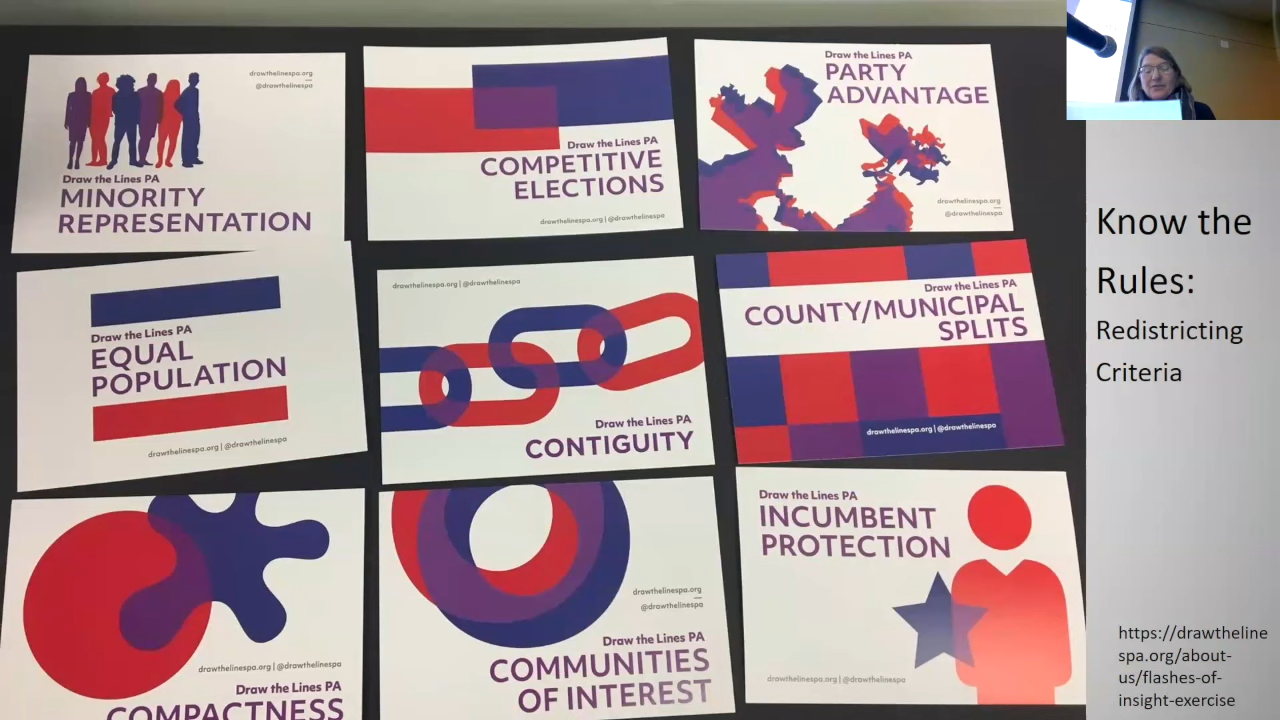 drawthelinespa.org
@drawthelinespa
Draw the Lines PA
MINORITY
REPRESENTATION
Draw the Lines PA
COMPETITIVE
ELECTIONS
drawthelinespa.org | @drawthelinespa
Draw the Lines PA
PARTY
ADVANTAGE
drawthelinespa.org
@drawthelinespa
Draw the Lines PA
EQUAL
POPULATION
drawthelinespa.org | @drawthelinespa
drawthelinespa.org | @drawthelinespa
Draw the Lines PA
CONTIGUITY
Draw the Lines PA
COUNTY/MUNICIPAL
SPLITS
drawthelinespa.org | @drawthelinespa
drawthelinespa.org | @drawthelinespa
Draw the Lines PA
COMPACTNESS
drawthelinespa.org
@drawthelinespa
Draw the Lines PA
COMMUNITIES
OF INTEREST
Draw the Lines PA
INCUMBENT
PROTECTION
drawthelinespa.org | @drawthelinespa
Know the
Rules:
Redistricting
Criteria
https://drawtheline
spa.org/about-
us/flashes-of-
insight-exercise